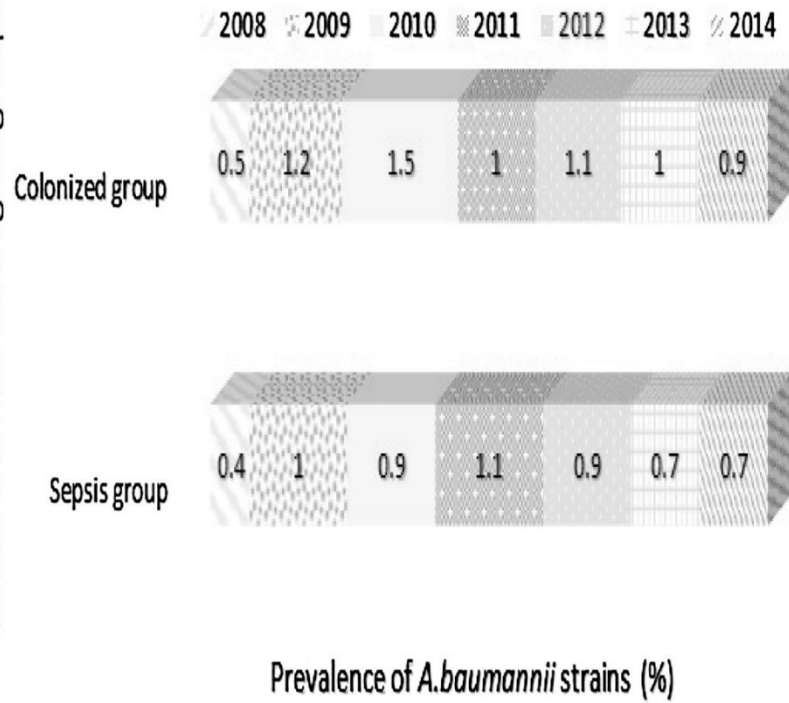 2008 2009 2010 2011 2012 2013 2014
Colonized group 0.5 1.2 1.5 1 1.1 1 0.9
Sepsis group 0.4 1 0.9 1.1 0.9 0.7 0.7
Prevalence of A.baumannii strains (%)